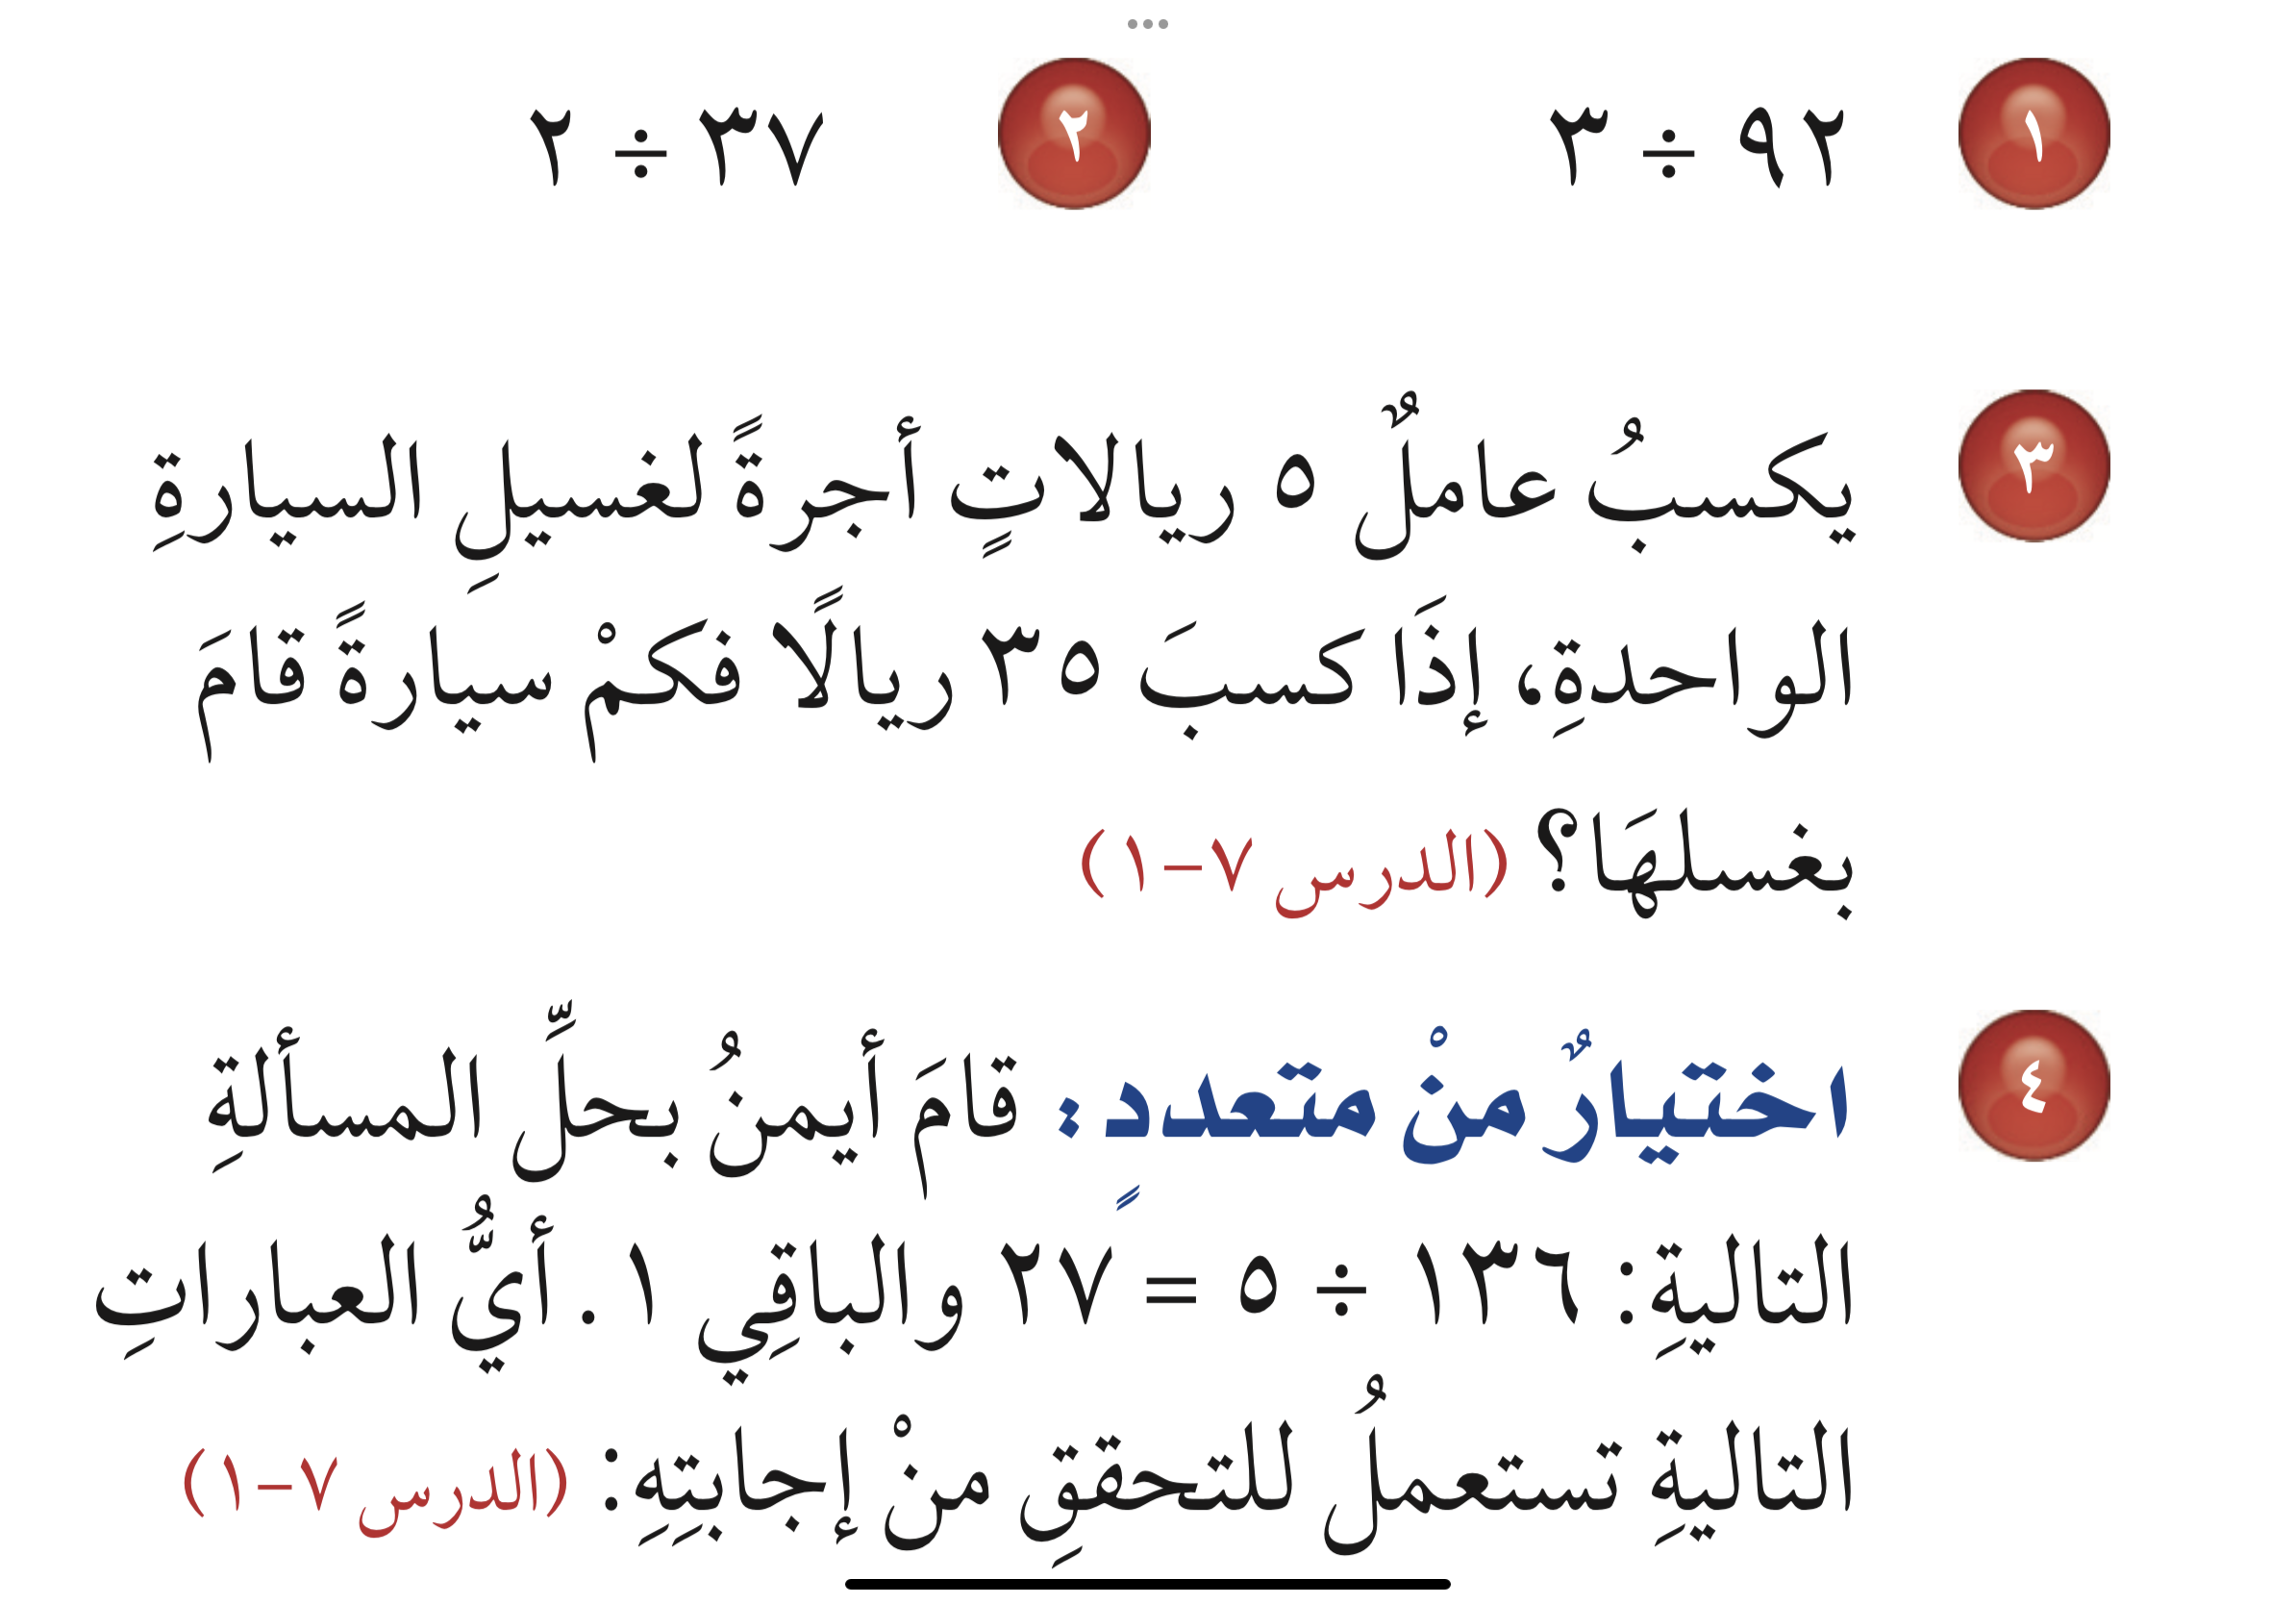 ١ ٩٢ ÷ ٣ ٢ ٣٧ ÷ ٢
٣ يكسبُ عاملٌ ٥ ريالاتٍ أجرةً لغسيلِ السيارةِ
الواحدةِ، إِذَا كسبَ ٣٥ ريالًا فكمْ سيَارةً قامَ
بغسلهَا؟ (الدرس ٧–١)
٤ اختيارٌ منْ متعددٍ: قامَ أيمنُ بحلِّ المسألةِ
التاليةِ: ١٣٦ ÷ ٥ = ٢٧ والباقِي ١. أيُّ العباراتِ
التاليةِ تستعملُ للتحققِ منْ إجابتِهِ: (الدرس ٧–١)